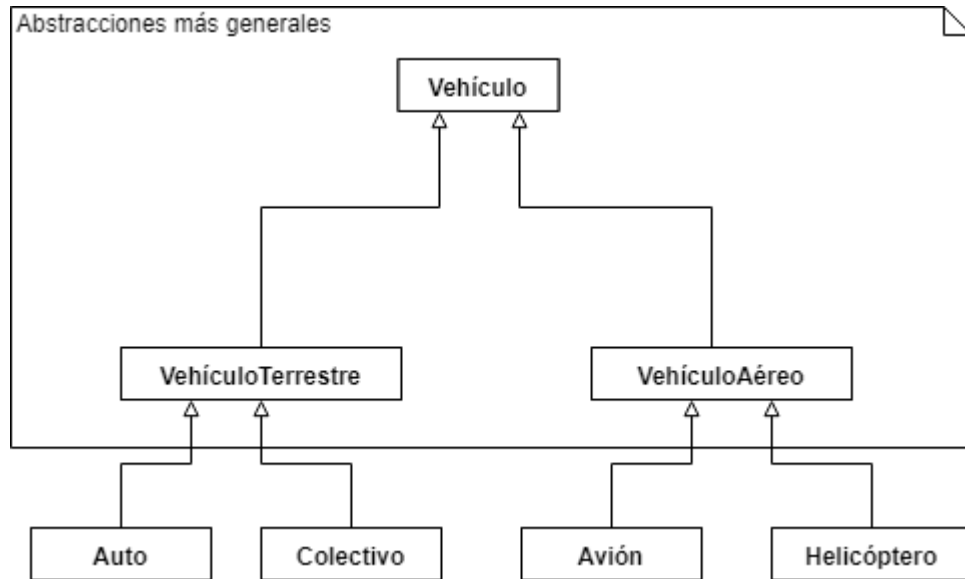 Abstracciones más generales
Vehículo
VehículoTerrestre
VehículoAéreo
Auto
Colectivo
Avión
Helicóptero